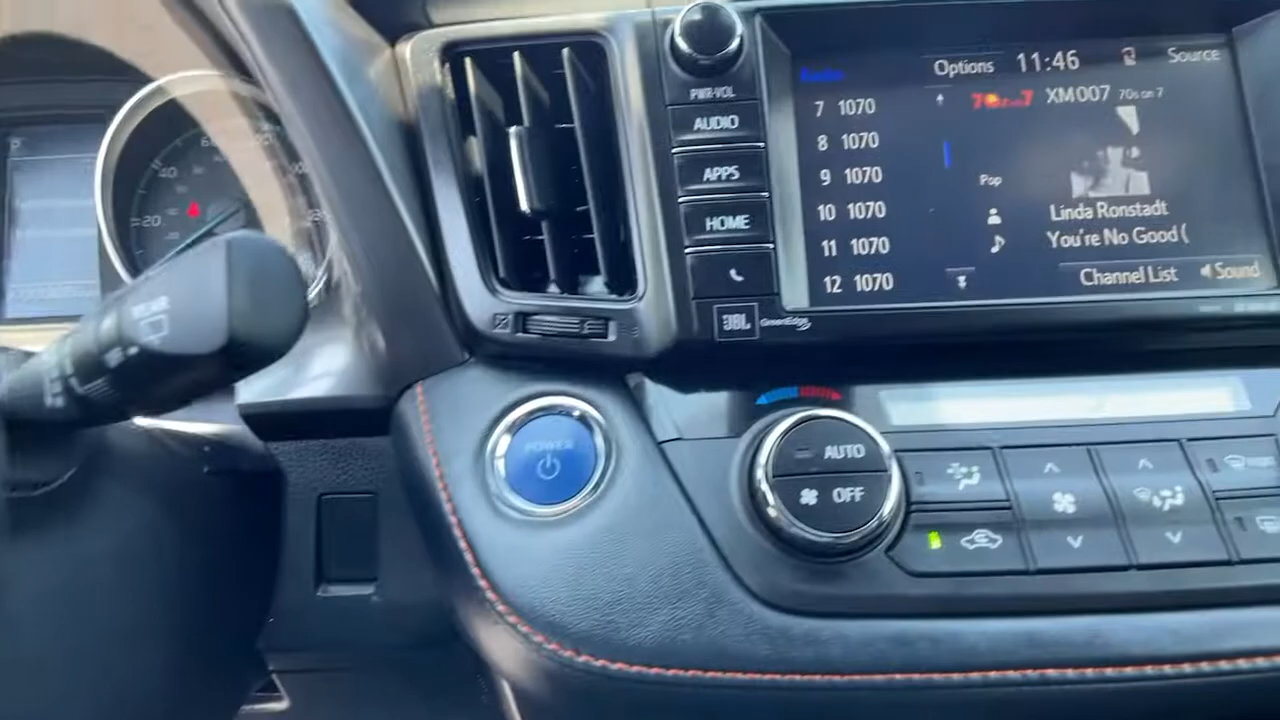 P
REAR
20
40
PWR·VOL
AUDIO
APPS
HOME
JBL GreenEdge
Radio
Options
11:46
Source
7 1070
8 1070
9 1070
10 1070
11 1070
12 1070
XM007 70s on 7
Pop
Linda Ronstadt
You're No Good (
Channel List
Sound
POWER
AUTO
OFF